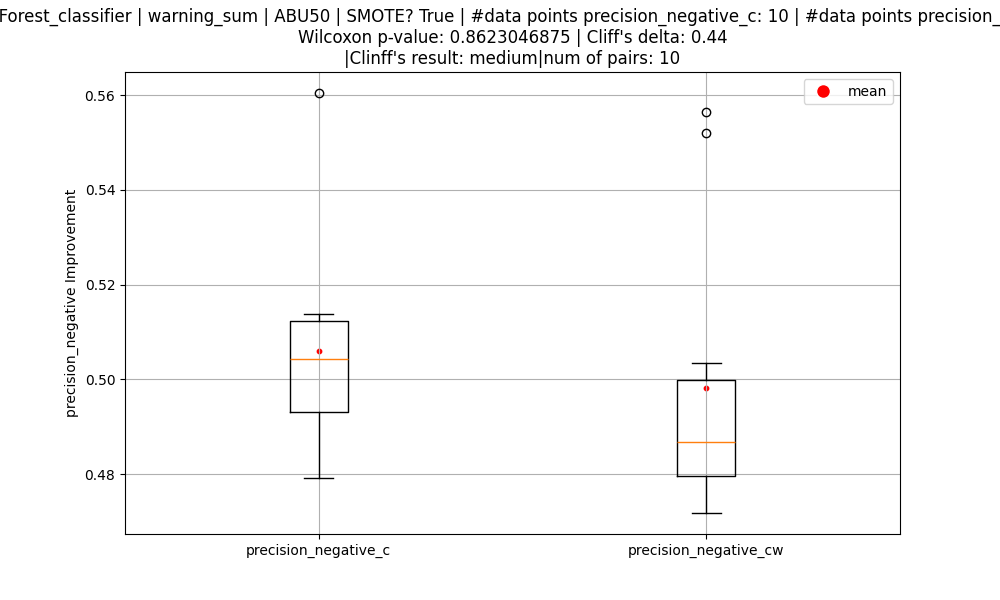 Forest_classifier | warning_sum | ABU50 | SMOTE? True | #data points precision_negative_c: 10 | #data points precision_
Wilcoxon p-value: 0.8623046875 | Cliff's delta: 0.44
|Clinff's result: medium|num of pairs: 10
mean
0.56
0.54
0.52
0.50
0.48
precision_negative Improvement
precision_negative_c
precision_negative_cw